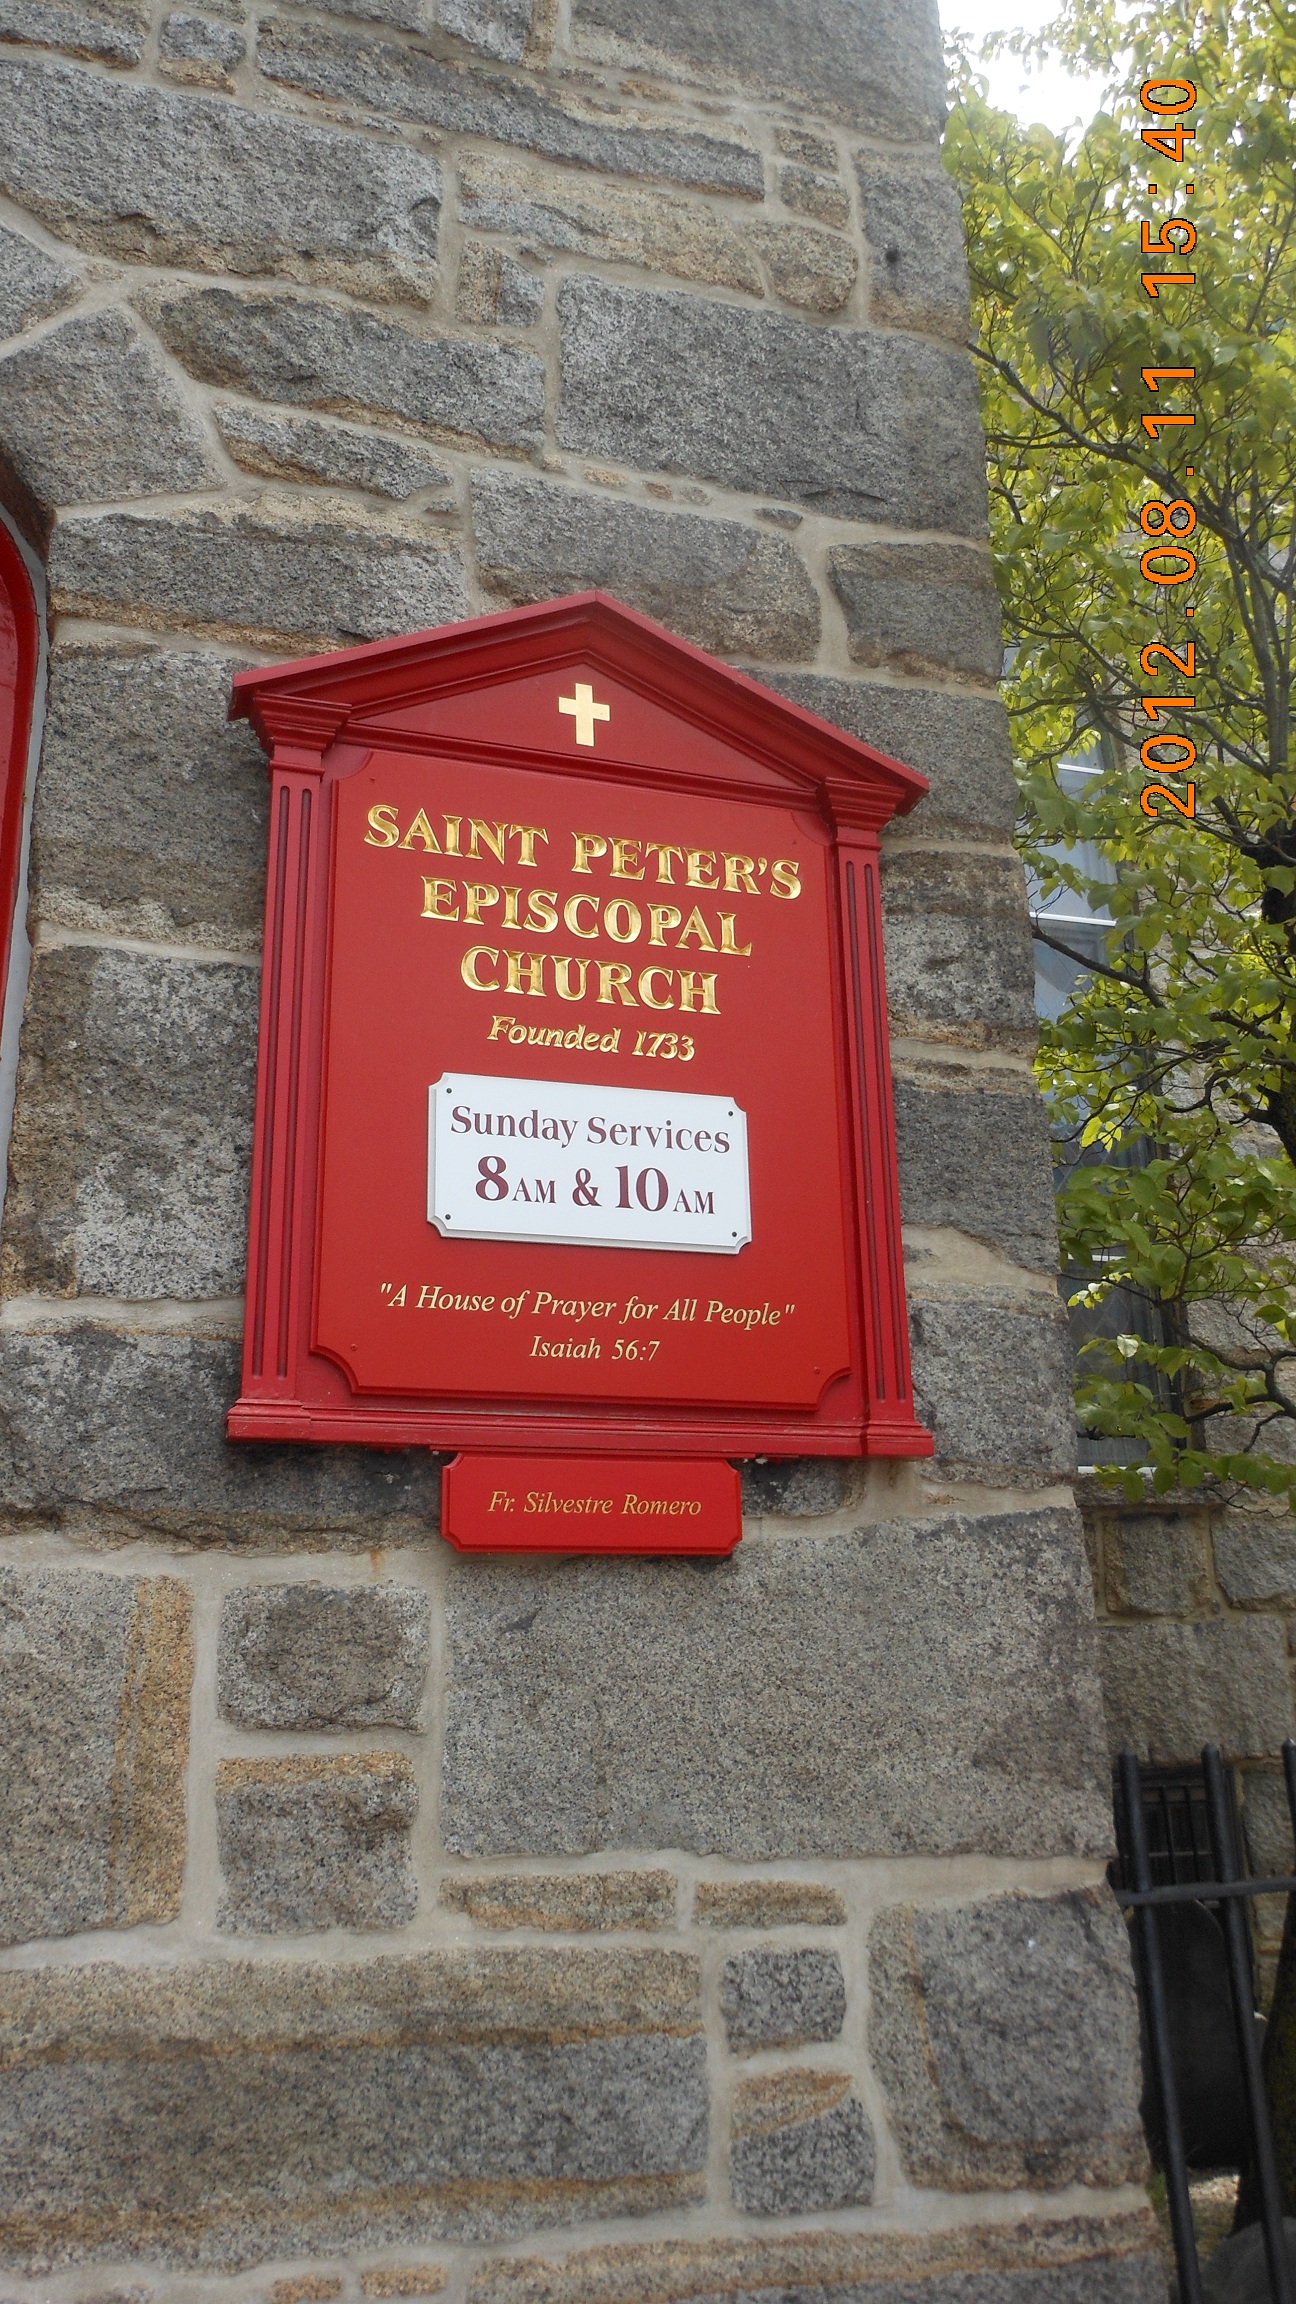 SAINT PETER'S
EPISCOPAL
CHURCH
Founded 1733
Sunday Services
8AM & 10AM
"A House of Prayer for All People"
Isaiah 56:7
Fr. Silvestre Romero
2012.08.11 15:40